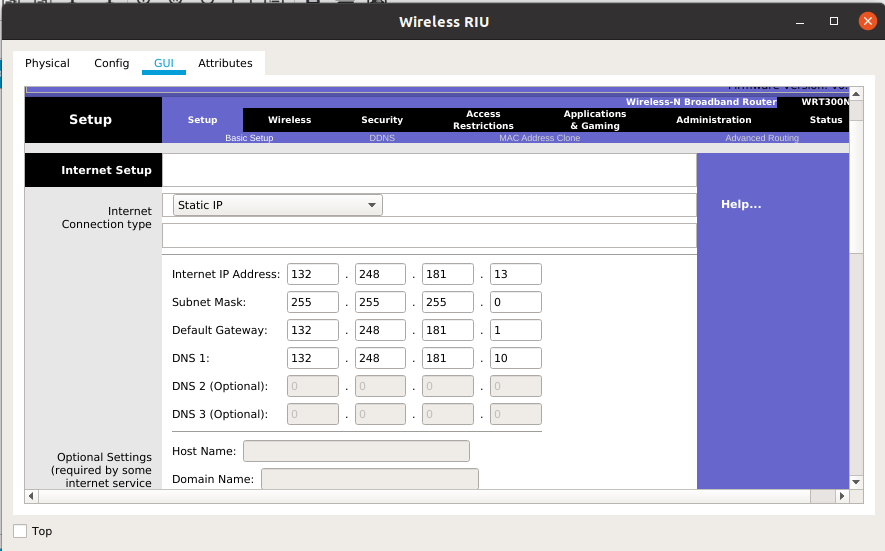 Wireless RIU
Physical Config GUI Attributes
Firmware Version: v0.
Wireless-N Broadband Router WRT300N
Setup
Setup Wireless Security Access Restrictions Applications & Gaming Administration Status
Basic Setup DDNS MAC Address Clone Advanced Routing
Internet Setup
Internet
Connection type
Static IP
Help...
Internet IP Address: 132 . 248 . 181 . 13
Subnet Mask: 255 . 255 . 255 . 0
Default Gateway: 132 . 248 . 181 . 1
DNS 1: 132 . 248 . 181 . 10
DNS 2 (Optional): 0 . 0 . 0 . 0
DNS 3 (Optional): 0 . 0 . 0 . 0
Optional Settings
(required by some
internet service
Host Name:
Domain Name:
Top